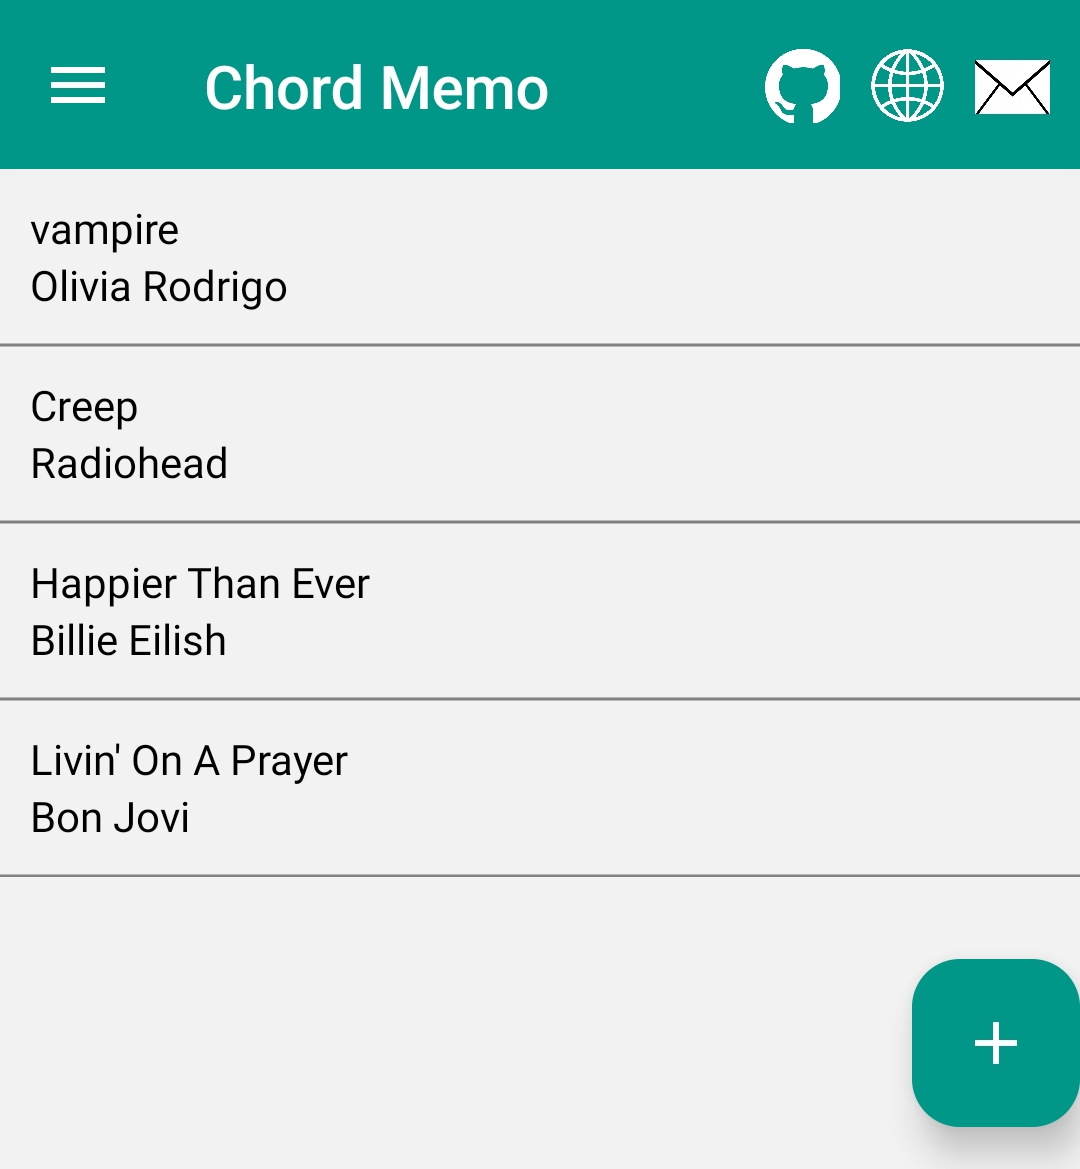 Chord Memo
vampire
Olivia Rodrigo
Creep
Radiohead
Happier Than Ever
Billie Eilish
Livin' On A Prayer
Bon Jovi
+